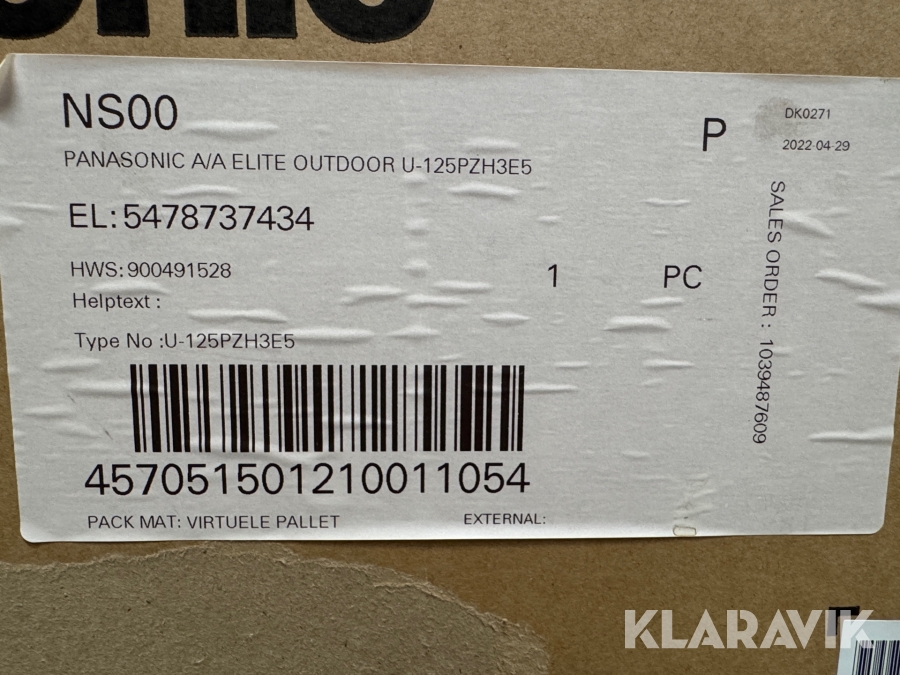 NS00
P
DK0271
2022-04-29
PANASONIC A/A ELITE OUTDOOR U-125PZH3E5
EL:5478737434
HWS:900491528
1 PC
Helptext :
Type No :U-125PZH3E5
SALES ORDER : 1039487609
457051501210011054
PACK MAT: VIRTUELE PALLET
EXTERNAL:
KLARAVIK